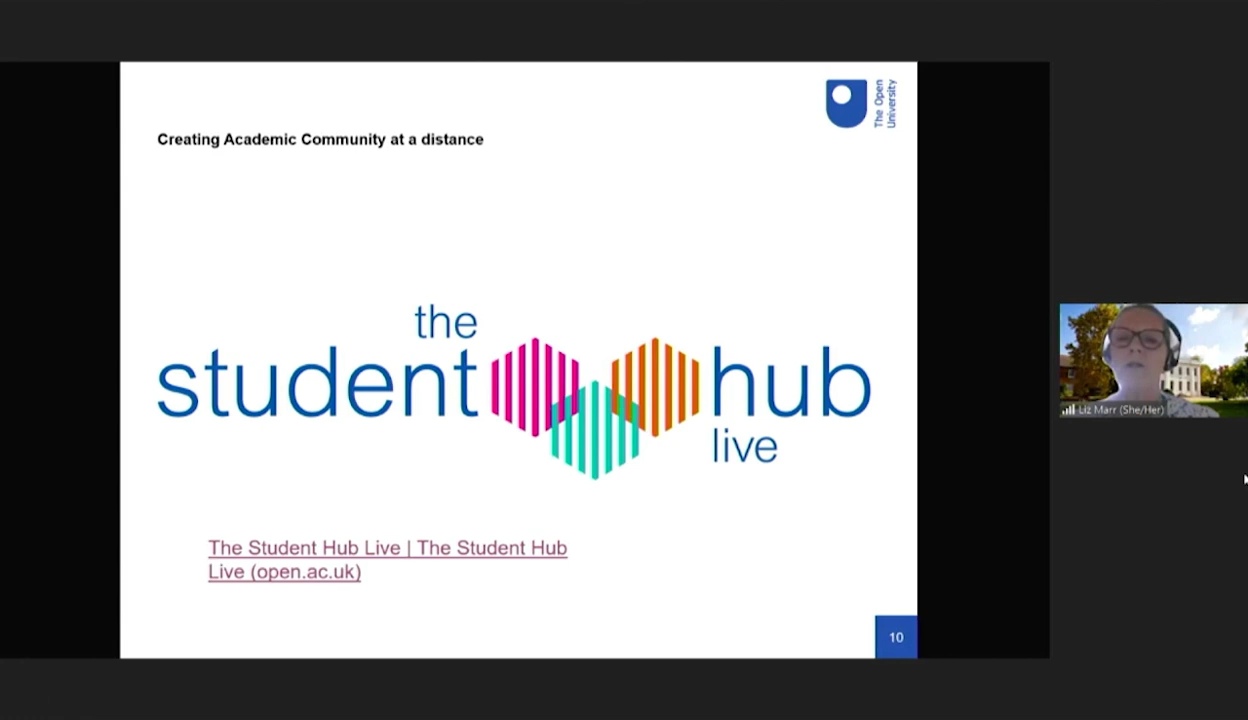 The Open
University
Creating Academic Community at a distance
the
student hub
live
The Student Hub Live | The Student Hub
Live (open.ac.uk)
10
Liz Marr (She/Her)